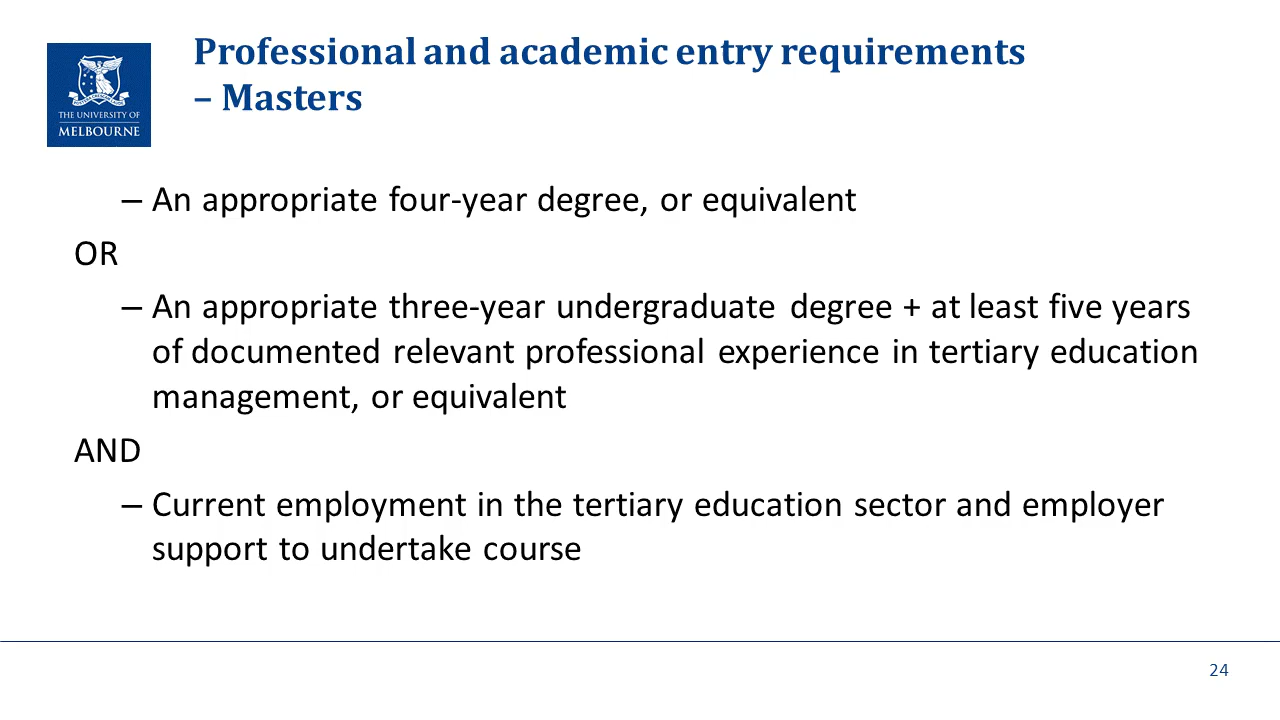 Professional and academic entry requirements
– Masters
THE UNIVERSITY OF
MELBOURNE
– An appropriate four-year degree, or equivalent
OR
– An appropriate three-year undergraduate degree + at least five years
of documented relevant professional experience in tertiary education
management, or equivalent
AND
– Current employment in the tertiary education sector and employer
support to undertake course
24